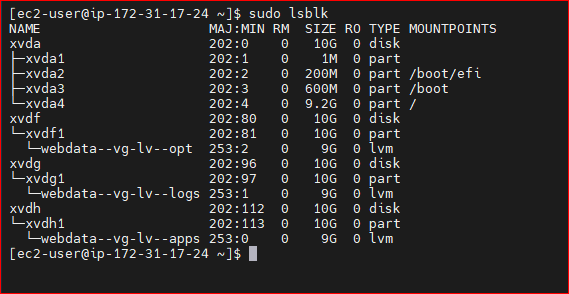 [ec2-user@ip-172-31-17-24 ~]$ sudo lsblk
NAME                       MAJ:MIN RM  SIZE RO TYPE MOUNTPOINTS
xvda                       202:0    0   10G  0 disk
├─xvda1                    202:1    0    1M  0 part
├─xvda2                    202:2    0  200M  0 part /boot/efi
├─xvda3                    202:3    0  600M  0 part /boot
└─xvda4                    202:4    0  9.2G  0 part /
xvdf                       202:80   0   10G  0 disk
└─xvdf1                    202:81   0   10G  0 part
  └─webdata--vg-lv--opt    253:2    0    9G  0 lvm
xvdg                       202:96   0   10G  0 disk
└─xvdg1                    202:97   0   10G  0 part
  └─webdata--vg-lv--logs   253:1    0    9G  0 lvm
xvdh                       202:112  0   10G  0 disk
└─xvdh1                    202:113  0   10G  0 part
  └─webdata--vg-lv--apps   253:0    0    9G  0 lvm
[ec2-user@ip-172-31-17-24 ~]$